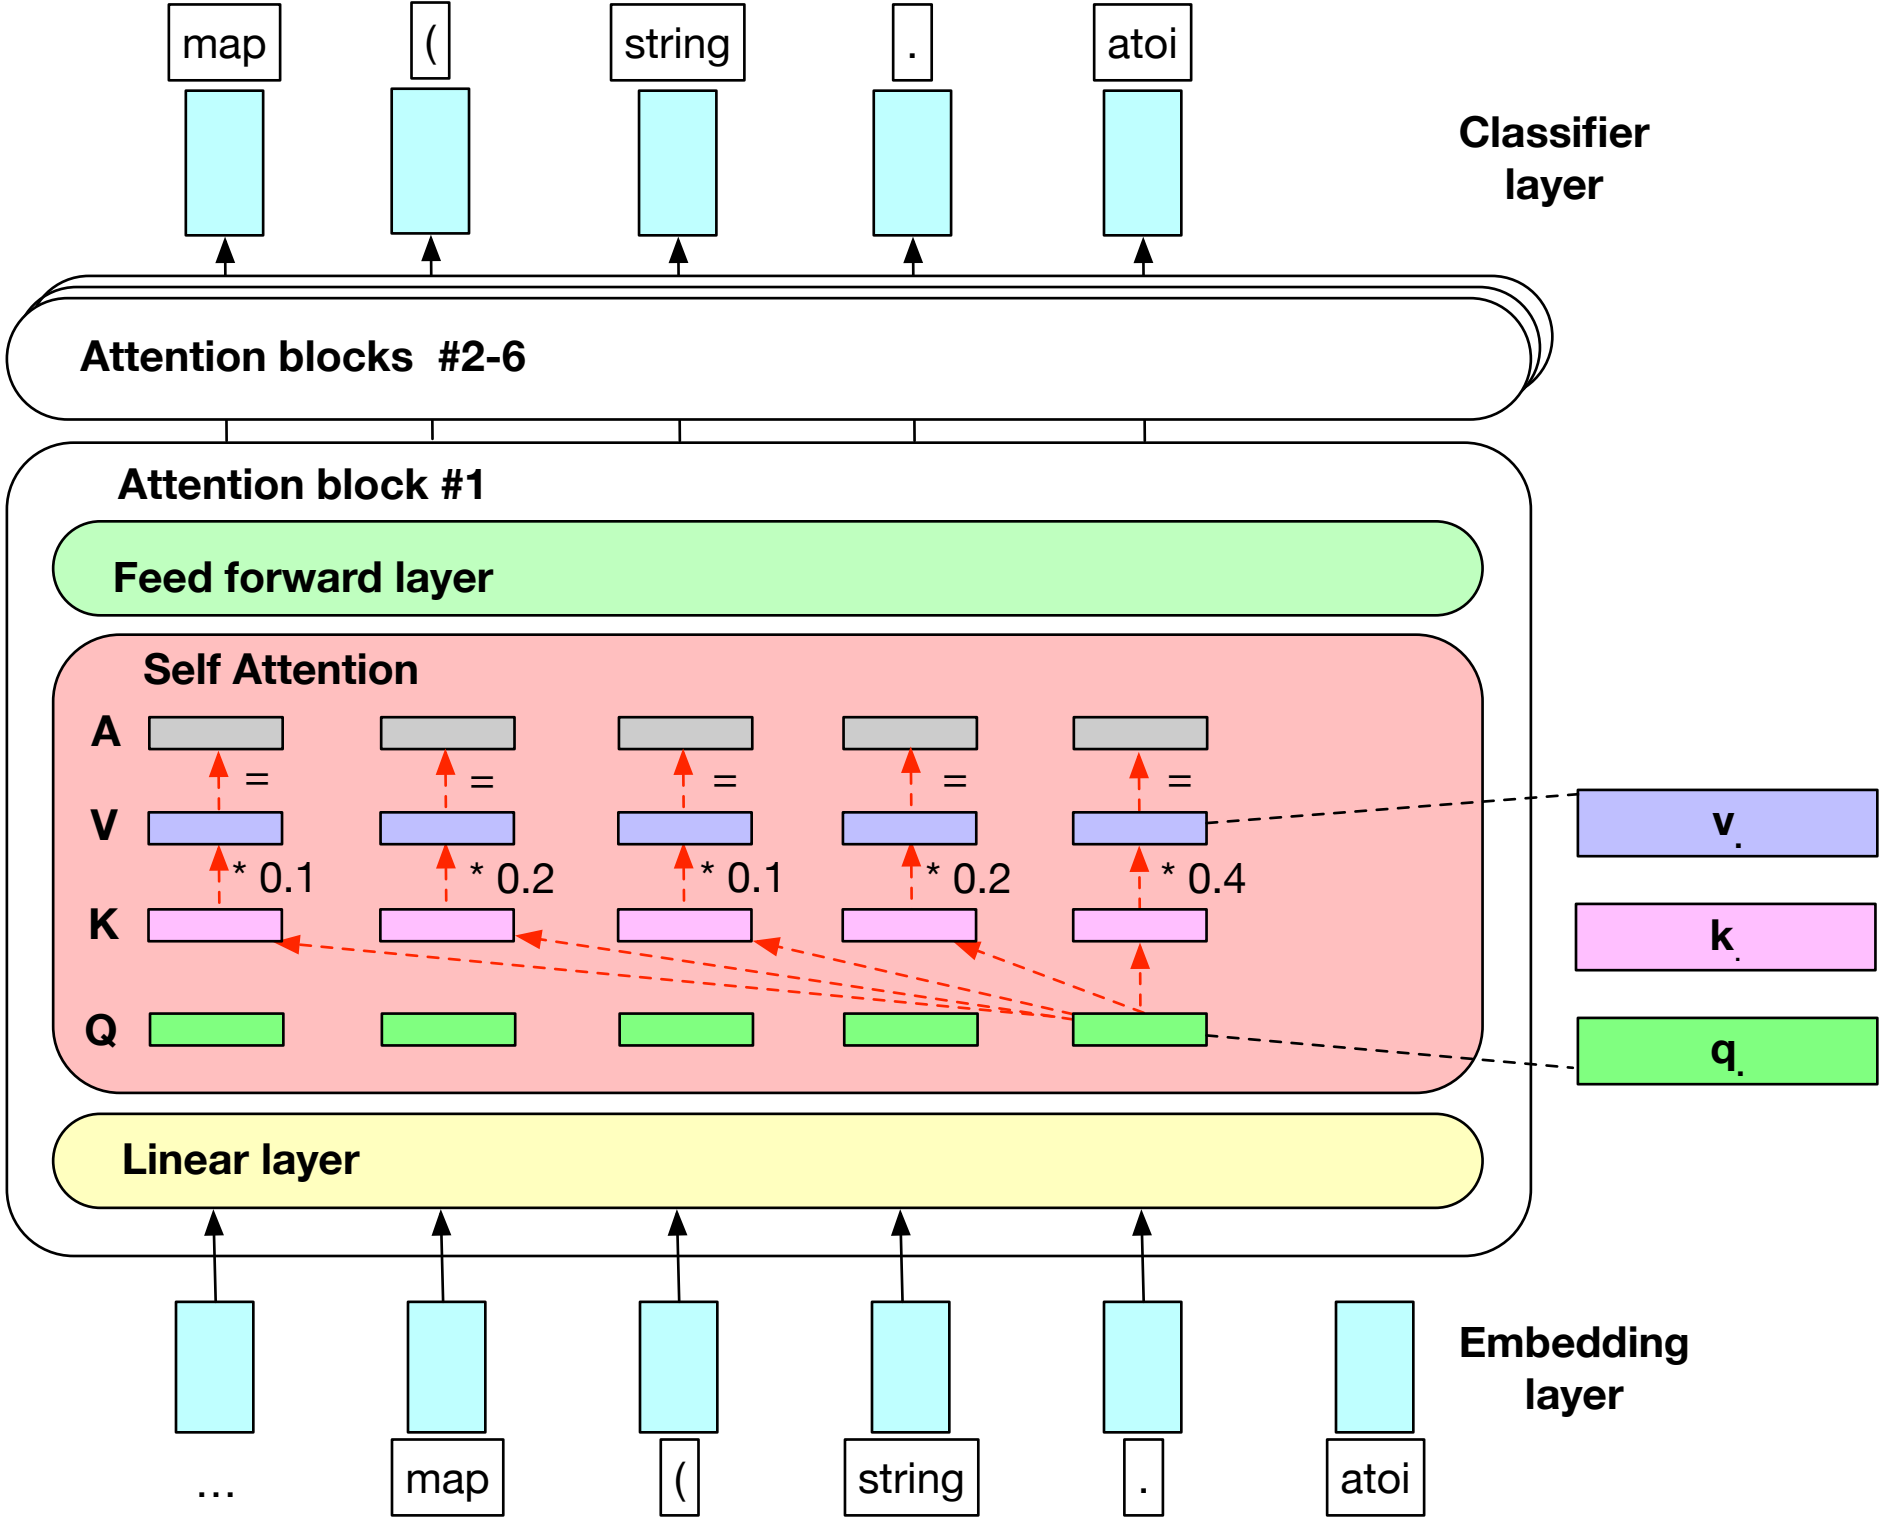 map ( string . atoi
Classifier
layer
Attention blocks #2-6
Attention block #1
Feed forward layer
Self Attention
A
= = = = =
V
v.
* 0.1 * 0.2 * 0.1 * 0.2 * 0.4
K
k.
Q
q.
Linear layer
Embedding
layer
... map ( string . atoi